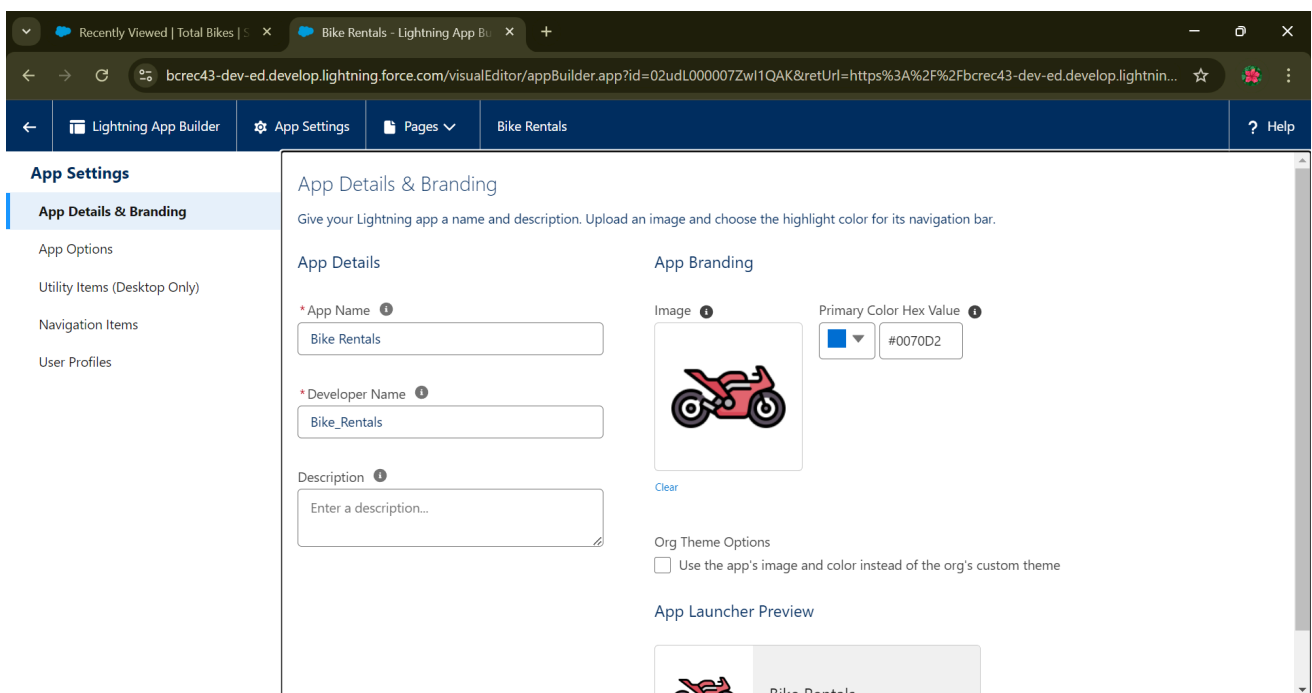 Recently Viewed | Total Bikes | S
Bike Rentals - Lightning App Bu
bcrec43-dev-ed.develop.lightning.force.com/visualEditor/appBuilder.app?id=02udL000007ZwI1QAK&retUrl=https%3A%2F%2Fbcrec43-dev-ed.develop.lightnin...
Lightning App Builder
App Settings
Pages
Bike Rentals
? Help
App Settings
App Details & Branding
App Options
Utility Items (Desktop Only)
Navigation Items
User Profiles
App Details & Branding
Give your Lightning app a name and description. Upload an image and choose the highlight color for its navigation bar.
App Details
*App Name
Bike Rentals
*Developer Name
Bike_Rentals
Description
Enter a description...
App Branding
Image
Primary Color Hex Value
#0070D2
Clear
Org Theme Options
Use the app's image and color instead of the org's custom theme
App Launcher Preview
Bike Rentals